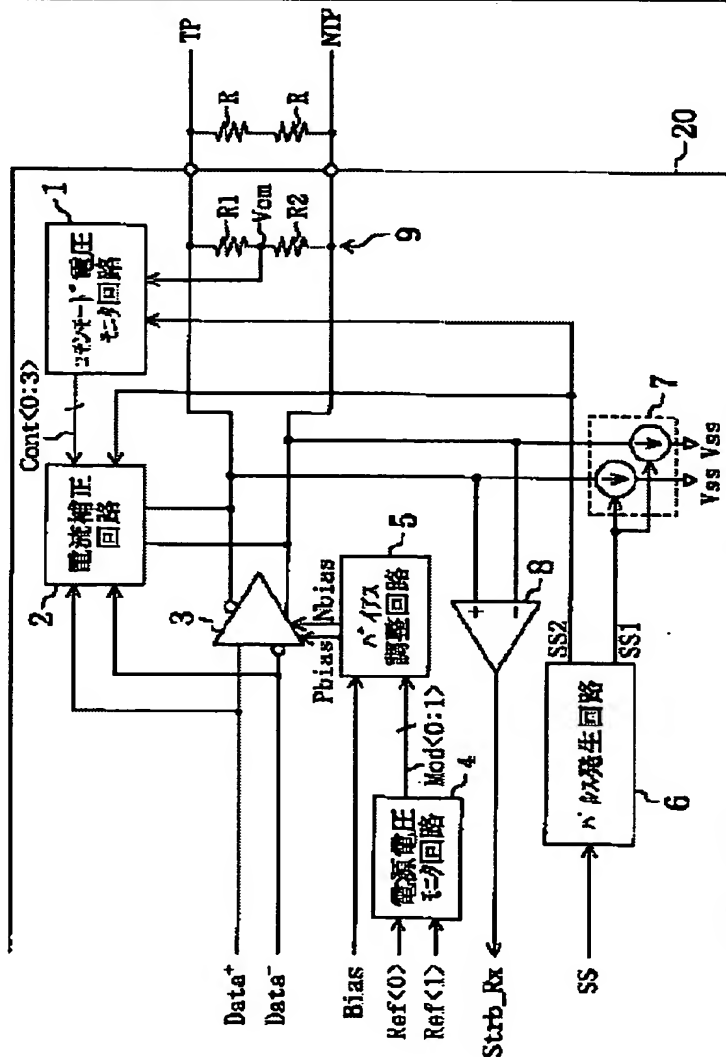 TP
NTP
R
R
20
1
コモンモード電圧
モニタ回路
R1
Vcm
R2
9
Cont<0:3>
2
電流補正
回路
3
Pbias
Nbias
5
バイアス
調整回路
Mod<0:1>
4
電源電圧
モニタ回路
8
+
-
7
Vss
Vss
SS2
SS1
パルス発生回路
6
Data+
Data-
Bias
Ref<0>
Ref<1>
Strb_Rx
SS